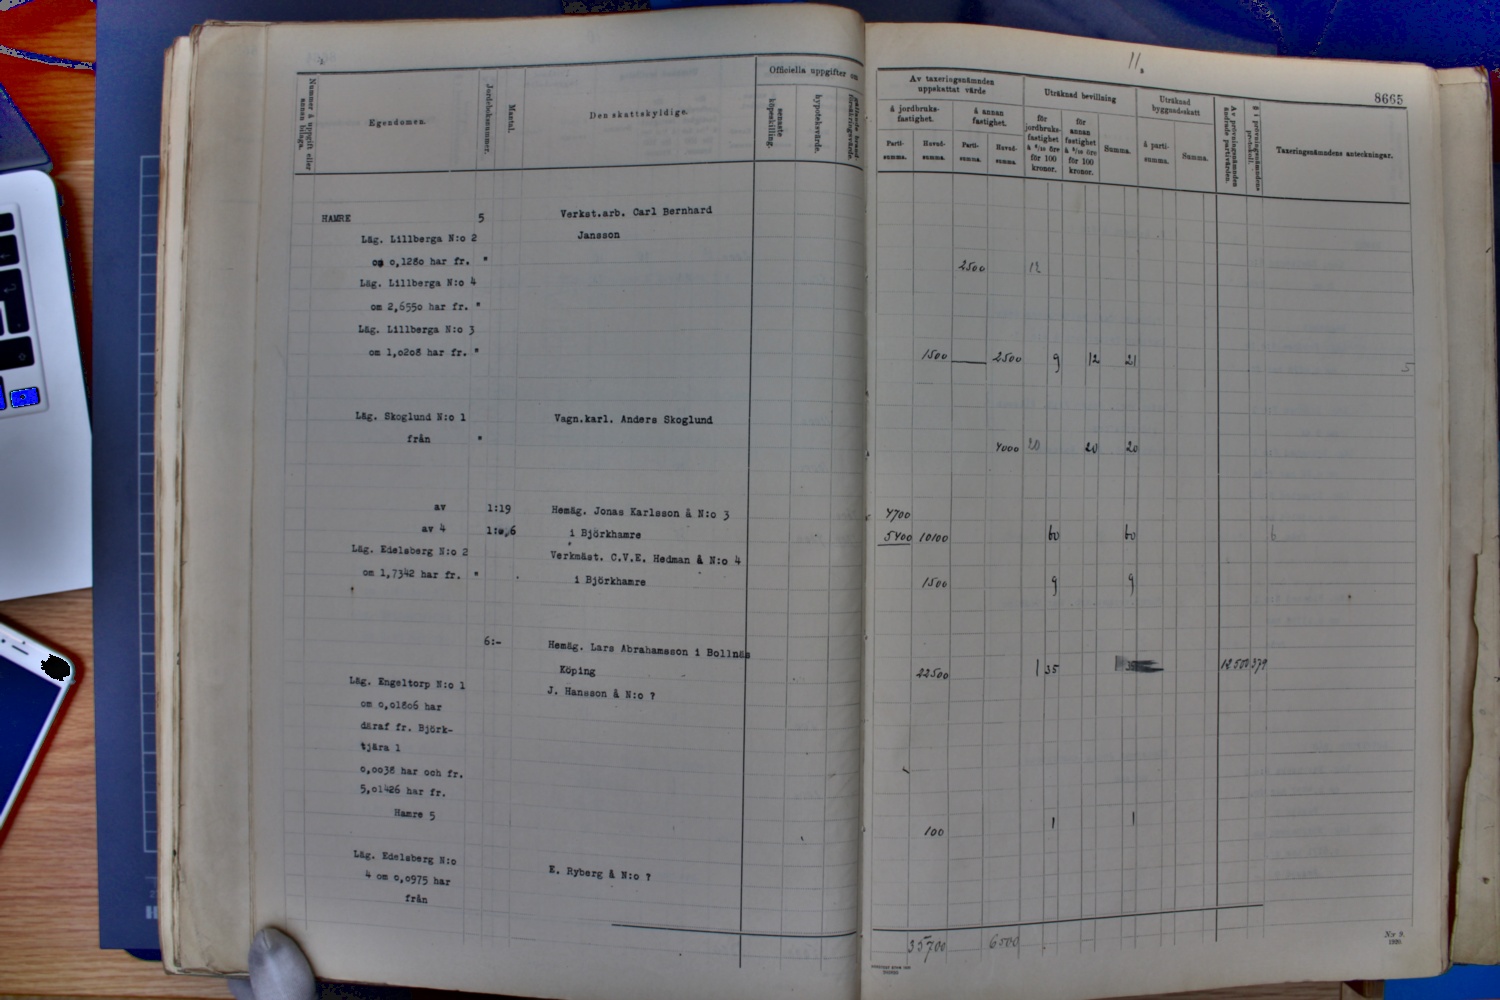 11.
8665
Nummer å uppgift eller annan bilaga.
Egendomen.
Jordeboksnummer.
Mantal.
Den skattskyldige.
Officiella uppgifter om
senaste köpeskilling.
hypoteksvärde.
gällande brandförsäkringsvärde.
Av taxeringsnämnden uppskattat värde
å jordbruksfastighet.
å annan fastighet.
Partisumma.
Huvudsumma.
Partisumma.
Huvudsumma.
Uträknad bevillning
för jordbruksfastighet à 6/10 öre för 100 kronor.
för annan fastighet à 5/10 öre för 100 kronor.
Summa.
Uträknad byggnadsskatt
å partisumma.
Summa.
Av prövningsnämnden ändrade partivärden.
§ i prövningsnämndens protokoll.
Taxeringsnämndens anteckningar.
HAMRE 5 Verkst.arb. Carl Bernhard
Läg. Lillberga N:o 2 Jansson
om 0,1280 har fr. " 2500 12
Läg. Lillberga N:o 4
om 2,6550 har fr. "
Läg. Lillberga N:o 3
om 1,0208 har fr. " 1500 2500 9 12 21
Läg. Skoglund N:o 1 Vagn.karl. Anders Skoglund
från " 4000 20 20 20
av 1:19 Hemäg. Jonas Karlsson å N:o 3 4700
av 4 i Björkhamre 5400 10100 60 60
Läg. Edelsberg N:o 2 Verkmäst. C.V.E. Hedman å N:o 4
om 1,7342 har fr. " i Björkhamre 1500 9 9
6:- Hemäg. Lars Abrahamsson i Bollnäs
Köping 22500 1 35 12500 379
Läg. Engeltorp N:o 1 J. Hansson å N:o ?
om 0,01806 har
däraf fr. Björk-
tjära 1
0,0038 har och fr.
5,01426 har fr.
Hamre 5 100 1 1
Läg. Edelsberg N:o
4 om 0,0975 har E. Ryberg å N:o ?
från
35700 6500
N:r 9.
1920.